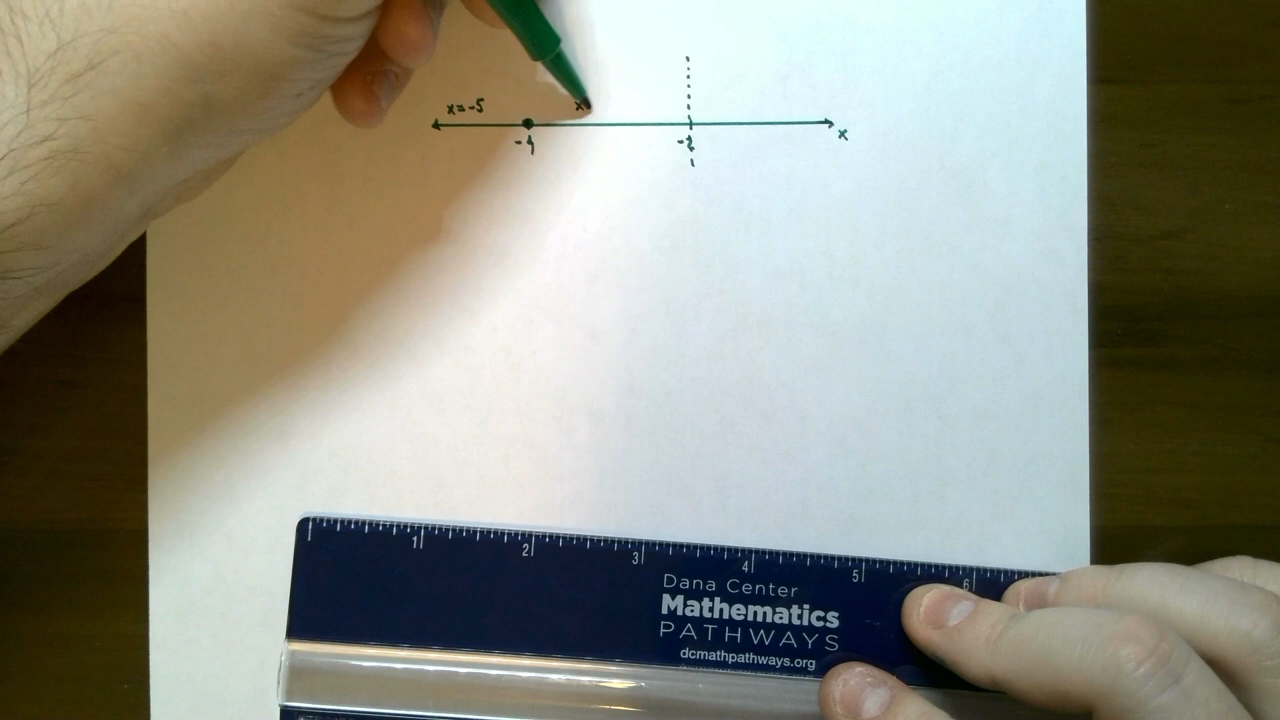 x=-5
x
-4
-2
x
1 2 3 4 5 6
Dana Center
Mathematics
PATHWAYS
dcmathpathways.org